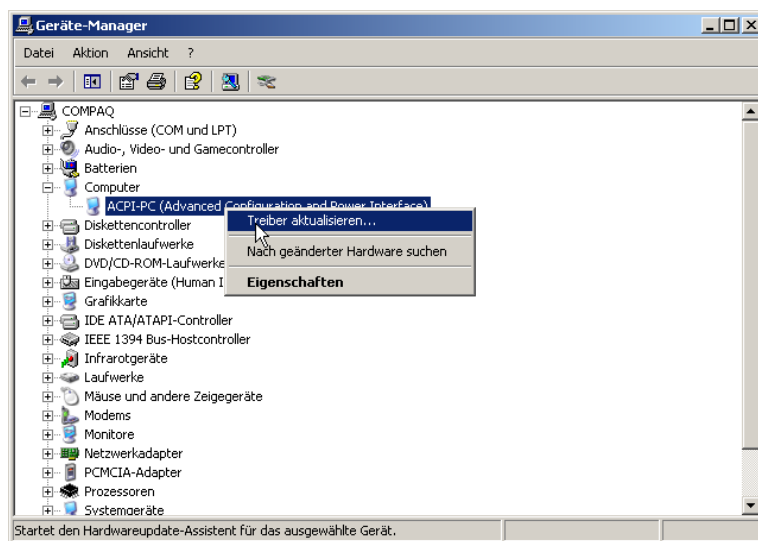 Geräte-Manager
Datei Aktion Ansicht ?
COMPAQ
Anschlüsse (COM und LPT)
Audio-, Video- und Gamecontroller
Batterien
Computer
ACPI-PC (Advanced Configuration and Power Interface)
Treiber aktualisieren...
Diskettencontroller
Diskettenlaufwerke
Nach geänderter Hardware suchen
DVD/CD-ROM-Laufwerke
Eingabegeräte (Human I
Eigenschaften
Grafikkarte
IDE ATA/ATAPI-Controller
IEEE 1394 Bus-Hostcontroller
Infrarotgeräte
Laufwerke
Mäuse und andere Zeigegeräte
Modems
Monitore
Netzwerkadapter
PCMCIA-Adapter
Prozessoren
Systemgeräte
Startet den Hardwareupdate-Assistent für das ausgewählte Gerät.